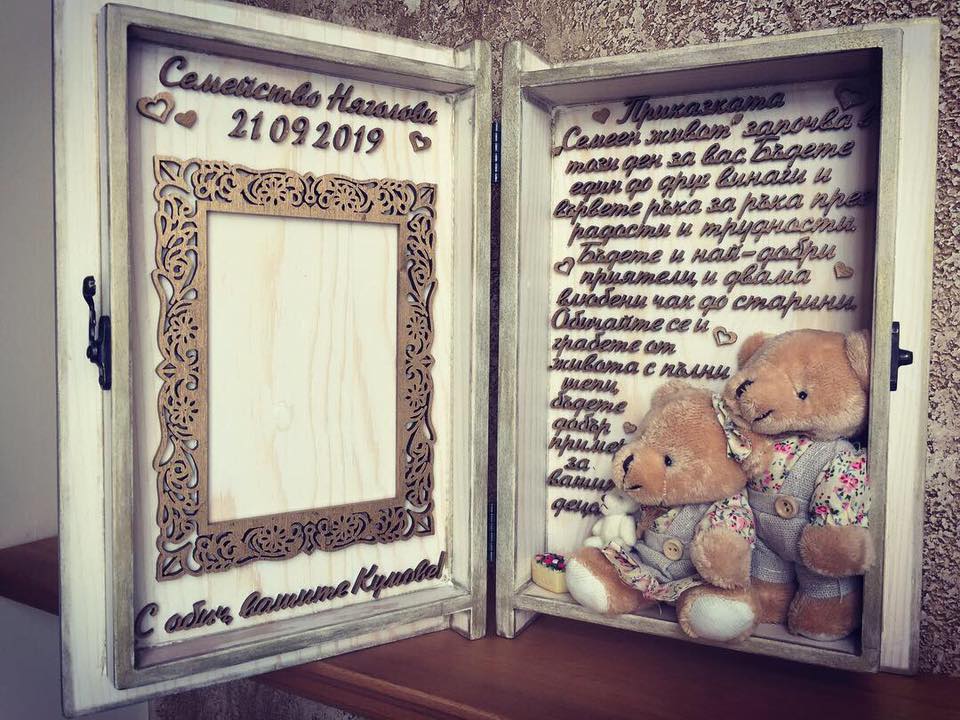 Семейство Няголови
21 09 2019
С обич, вашите Кумове!
Приказката
„Семеен живот" започва в
този ден за вас Бъдете
един до друг винаги и
вървете ръка за ръка през
радости и трудности
Бъдете и най-добри
приятели, и двама
влюбени чак до старини.
Обичайте се и
грабете от
живота с пълни
шепи,
бъдете
добър
пример
за
вашите
деца